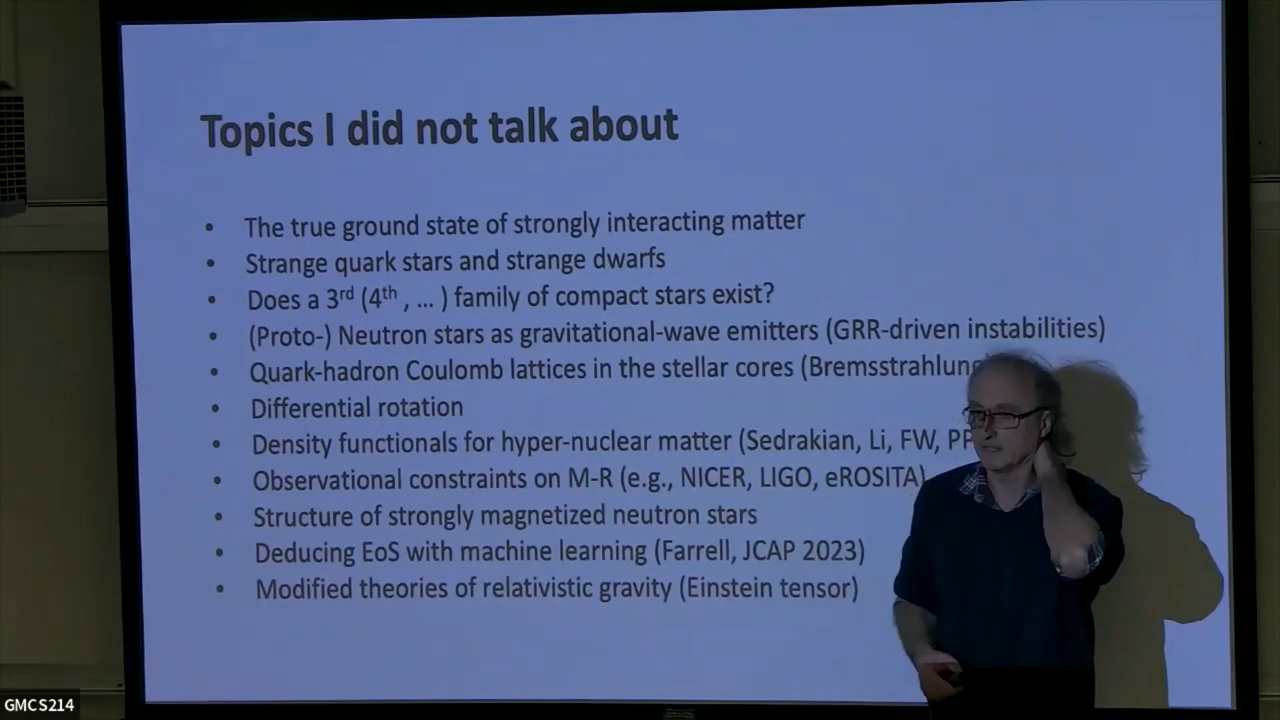 Topics I did not talk about
• The true ground state of strongly interacting matter
• Strange quark stars and strange dwarfs
• Does a 3rd (4th , ... ) family of compact stars exist?
• (Proto-) Neutron stars as gravitational-wave emitters (GRR-driven instabilities)
• Quark-hadron Coulomb lattices in the stellar cores (Bremsstrahlung
• Differential rotation
• Density functionals for hyper-nuclear matter (Sedrakian, Li, FW,
• Observational constraints on M-R (e.g., NICER, LIGO, eROSITA)
• Structure of strongly magnetized neutron stars
• Deducing EoS with machine learning (Farrell, JCAP 2023)
• Modified theories of relativistic gravity (Einstein tensor)
GMCS214